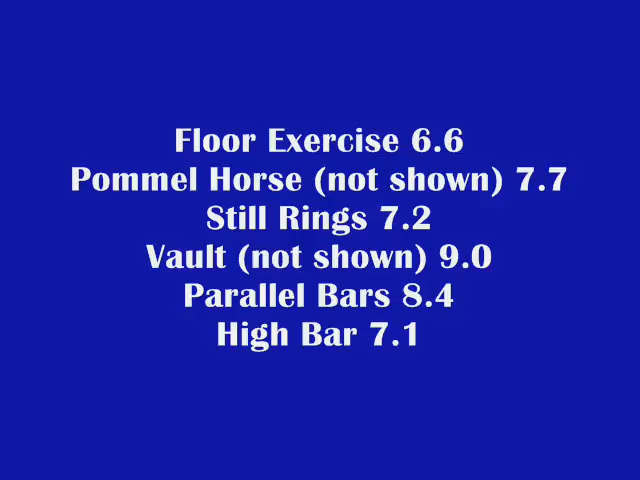 Floor Exercise 6.6
Pommel Horse (not shown) 7.7
Still Rings 7.2
Vault (not shown) 9.0
Parallel Bars 8.4
High Bar 7.1